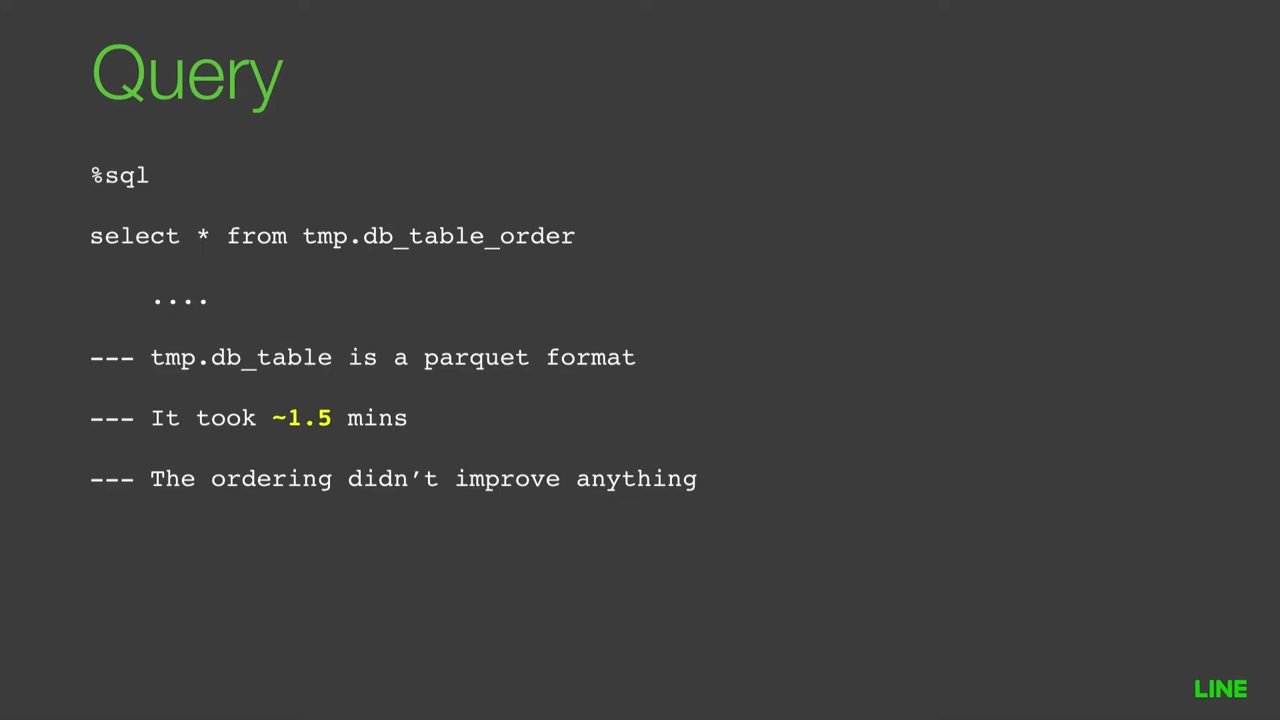 Query
%sql
select * from tmp.db_table_order
....
--- tmp.db_table is a parquet format
--- It took ~1.5 mins
--- The ordering didn’t improve anything
LINE